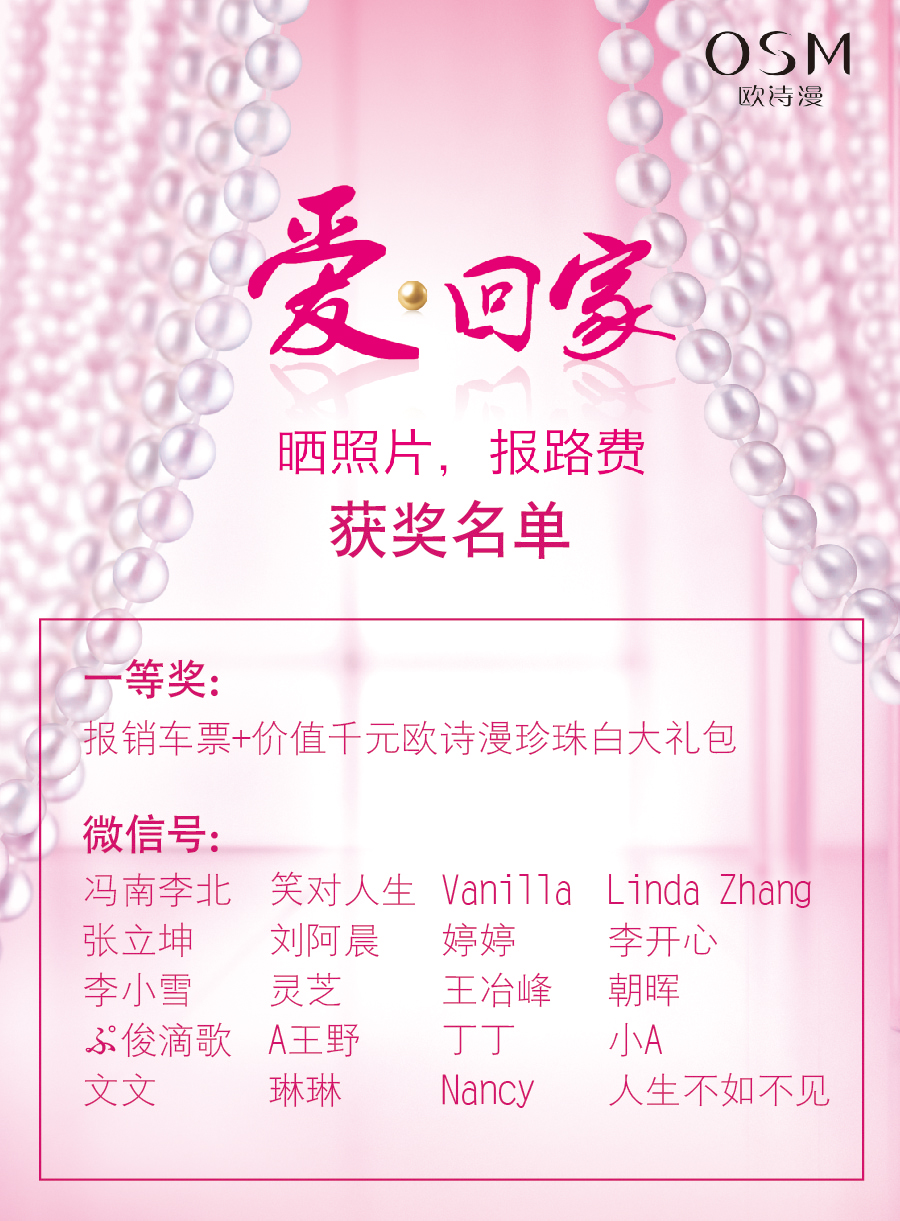 OSM
欧诗漫
爱·回家
晒照片，报路费
获奖名单
一等奖：
报销车票+价值千元欧诗漫珍珠白大礼包
微信号：
冯南李北 笑对人生 Vanilla Linda Zhang
张立坤 刘阿晨 婷婷 李开心
李小雪 灵芝 王冶峰 朝晖
ぷ俊滴歌 A王野 丁丁 小A
文文 琳琳 Nancy 人生不如不见